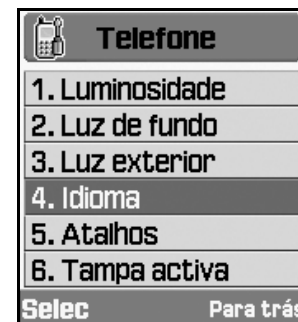 Telefone
1. Luminosidade
2. Luz de fundo
3. Luz exterior
4. Idioma
5. Atalhos
6. Tampa activa
Selec Para trás